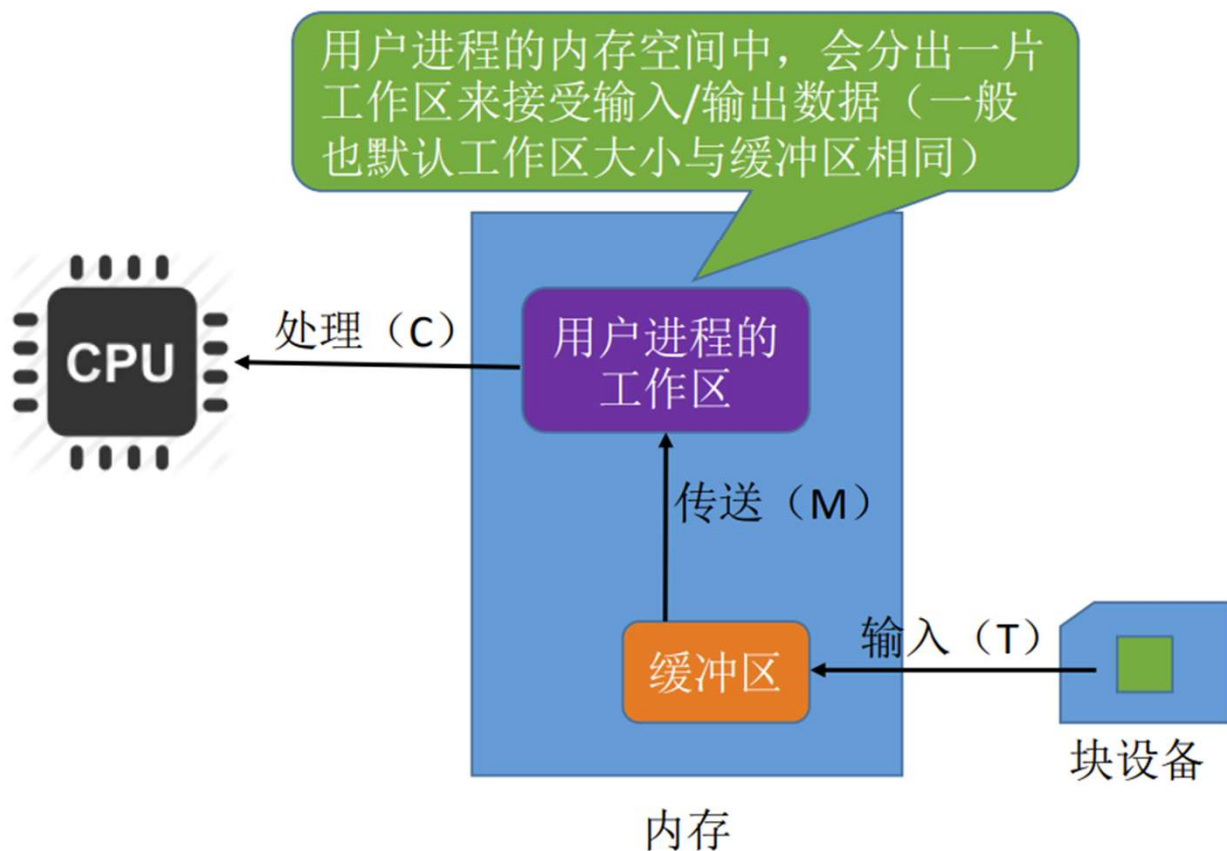 用户进程的内存空间中，会分出一片
工作区来接受输入/输出数据（一般
也默认工作区大小与缓冲区相同）
CPU
处理（C）
用户进程的
工作区
传送（M）
缓冲区
输入（T）
块设备
内存